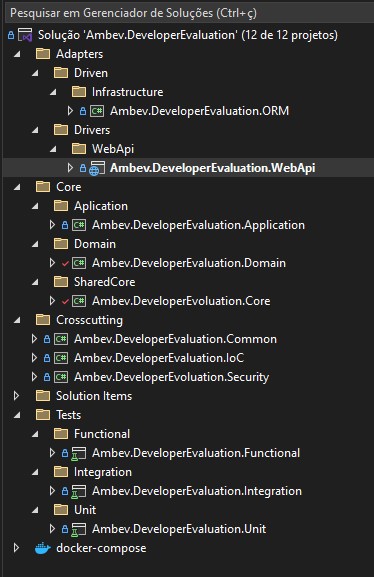 Pesquisar em Gerenciador de Soluções (Ctrl+ç)
Solução 'Ambev.DeveloperEvaluation' (12 de 12 projetos)
Adapters
Driven
Infrastructure
C# Ambev.DeveloperEvaluation.ORM
Drivers
WebApi
Ambev.DeveloperEvaluation.WebApi
Core
Aplication
C# Ambev.DeveloperEvaluation.Application
Domain
C# Ambev.DeveloperEvaluation.Domain
SharedCore
C# Ambev.DeveloperEvoluation.Core
Crosscutting
C# Ambev.DeveloperEvaluation.Common
C# Ambev.DeveloperEvaluation.IoC
C# Ambev.DeveloperEvoluation.Security
Solution Items
Tests
Functional
Ambev.DeveloperEvaluation.Functional
Integration
Ambev.DeveloperEvaluation.Integration
Unit
Ambev.DeveloperEvaluation.Unit
docker-compose